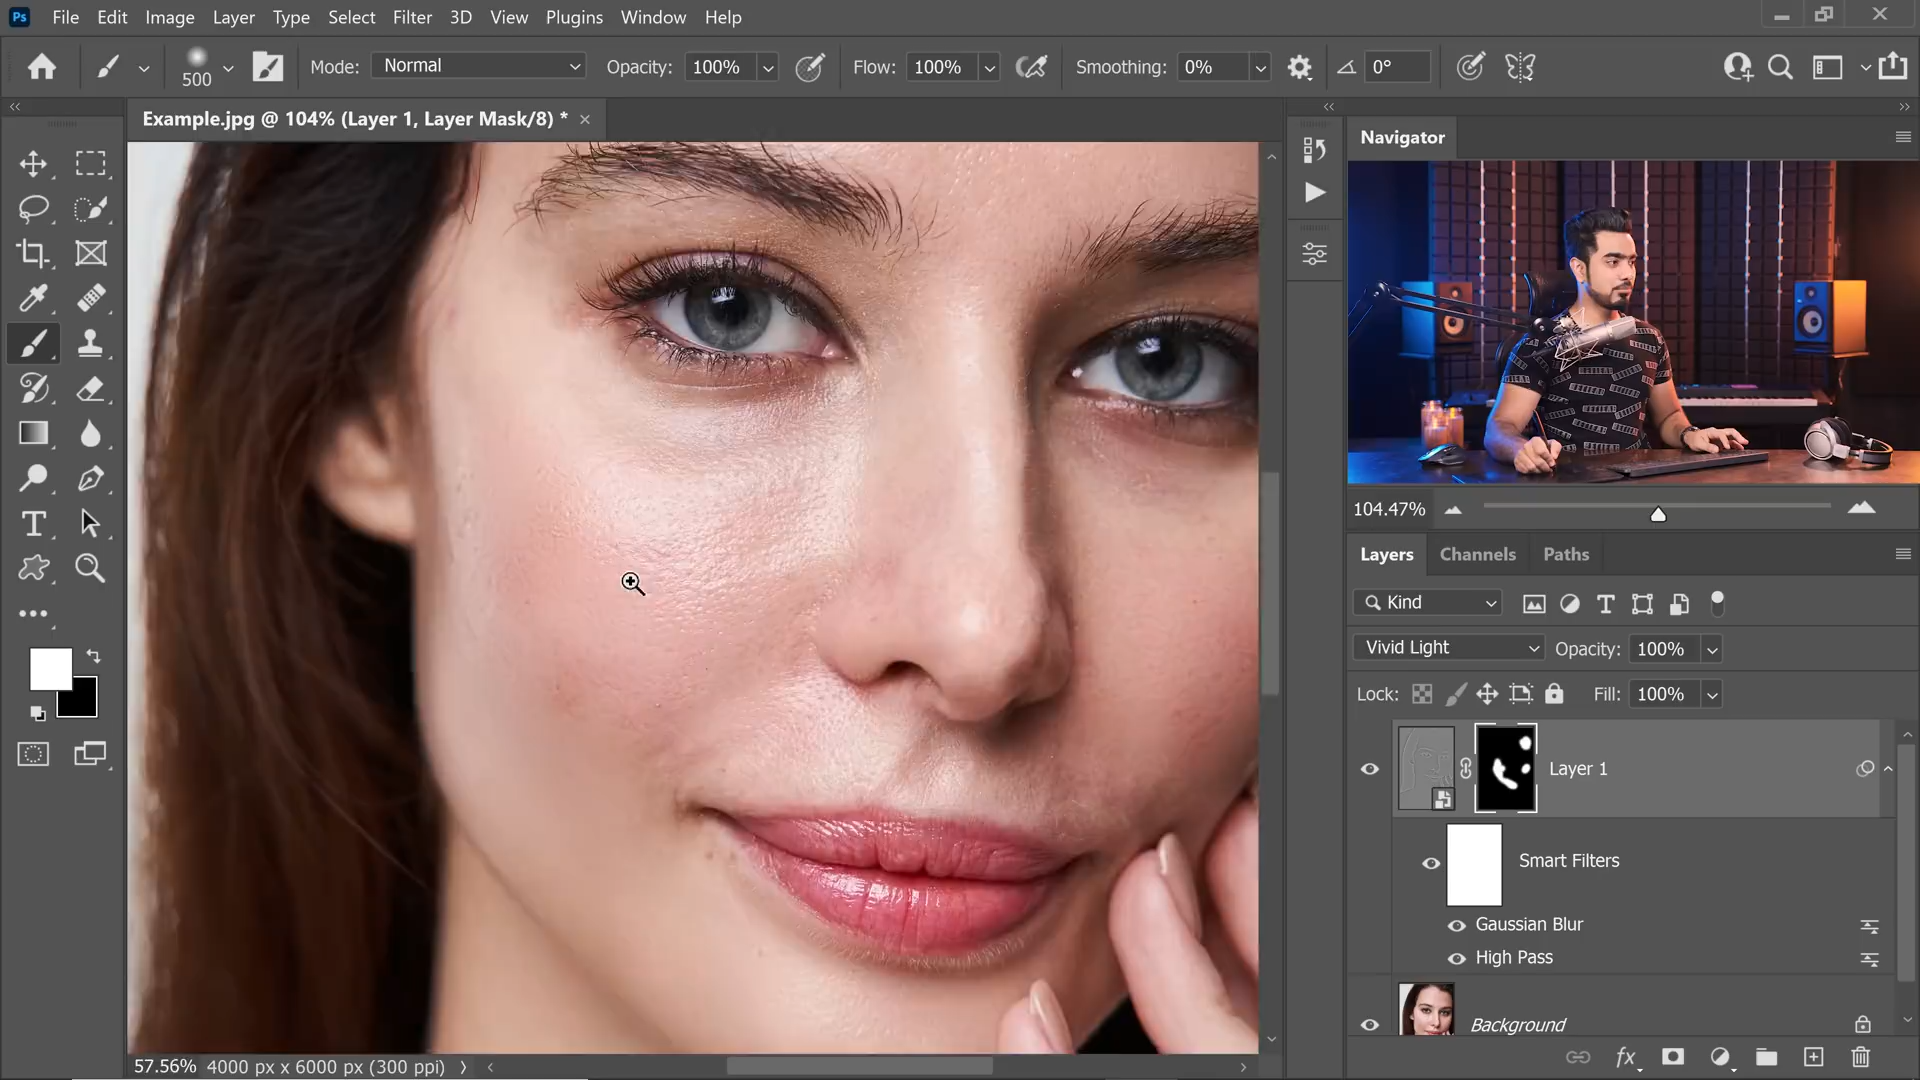 Ps File Edit Image Layer Type Select Filter 3D View Plugins Window Help
500 Mode: Normal Opacity: 100% Flow: 100% Smoothing: 0% 0°
Example.jpg @ 104% (Layer 1, Layer Mask/8) *
Navigator
104.47%
Layers Channels Paths
Kind
Vivid Light Opacity: 100%
Lock: Fill: 100%
Layer 1
Smart Filters
Gaussian Blur
High Pass
Background
fx
57.56% 4000 px x 6000 px (300 ppi)